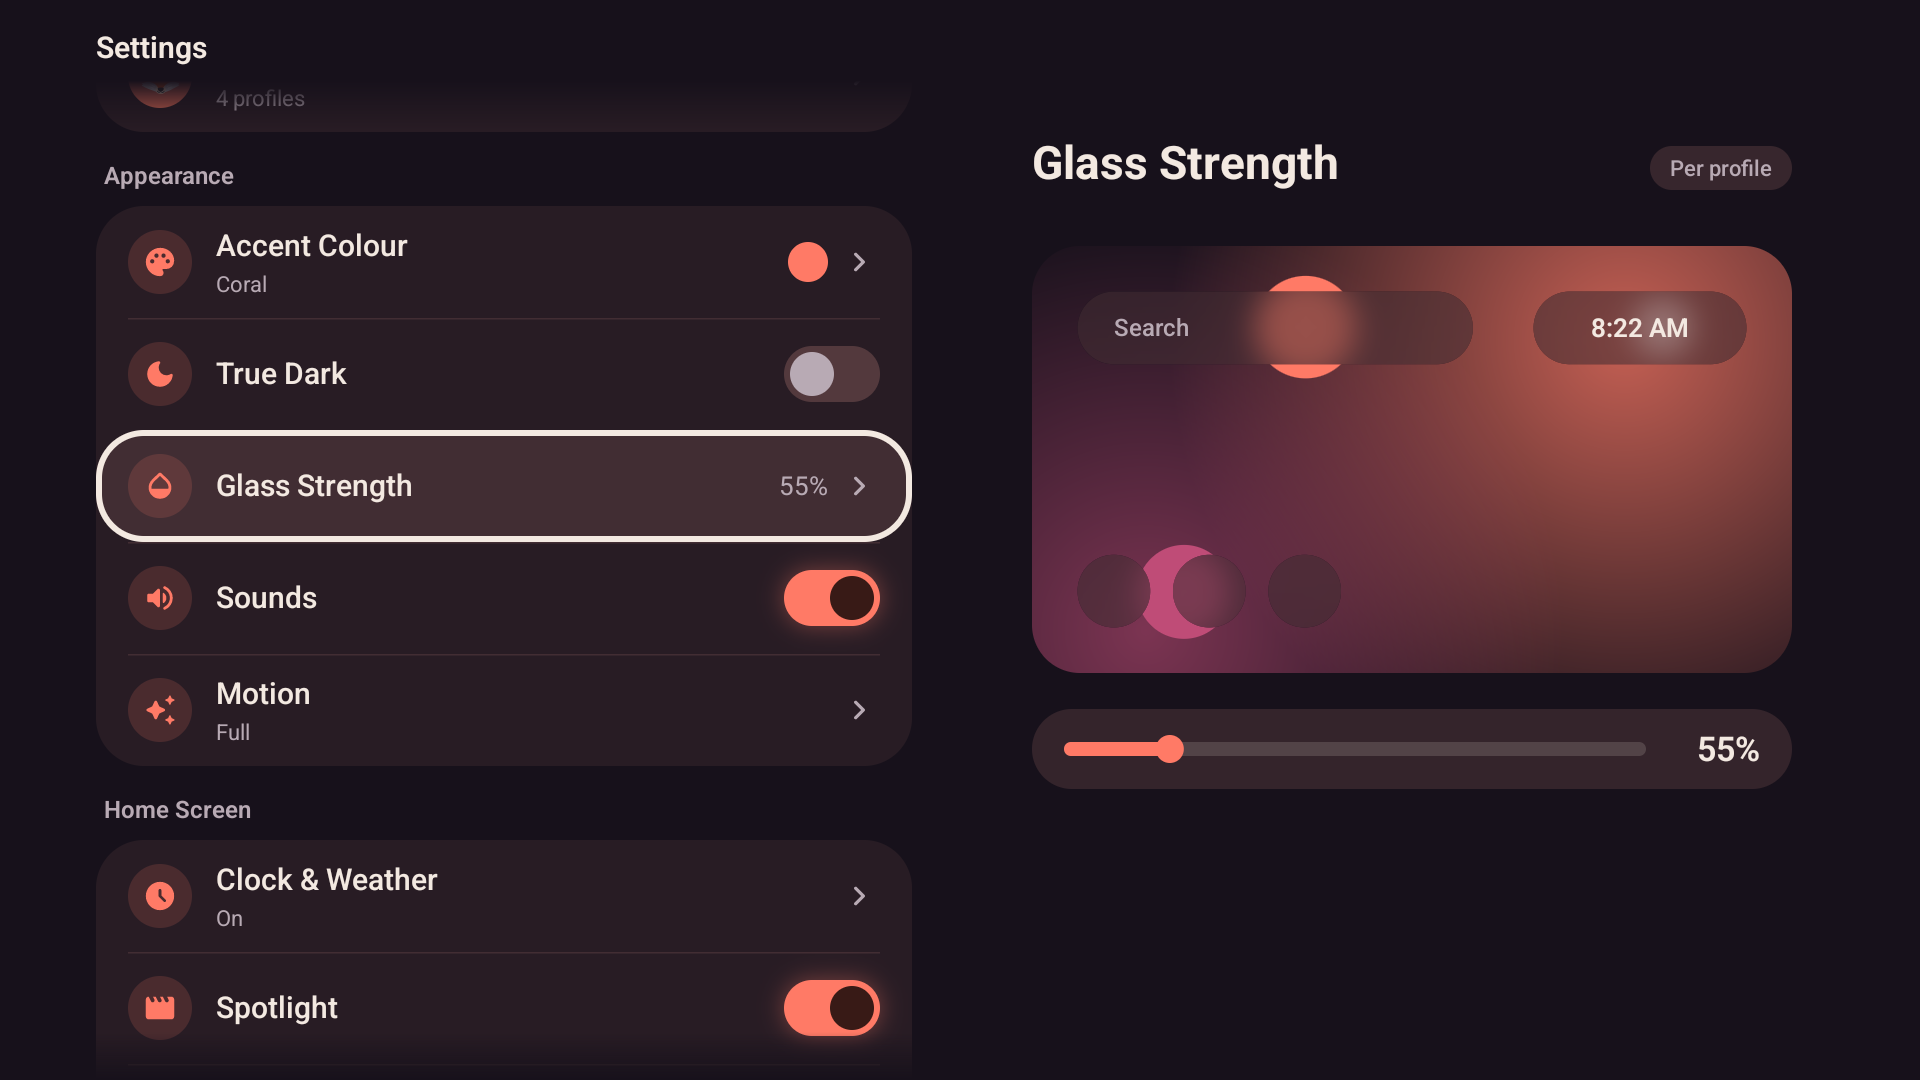 Settings
4 profiles
Appearance
Accent Colour
Coral
True Dark
Glass Strength
55%
Sounds
Motion
Full
Home Screen
Clock & Weather
On
Spotlight
Glass Strength
Per profile
Search
8:22 AM
55%